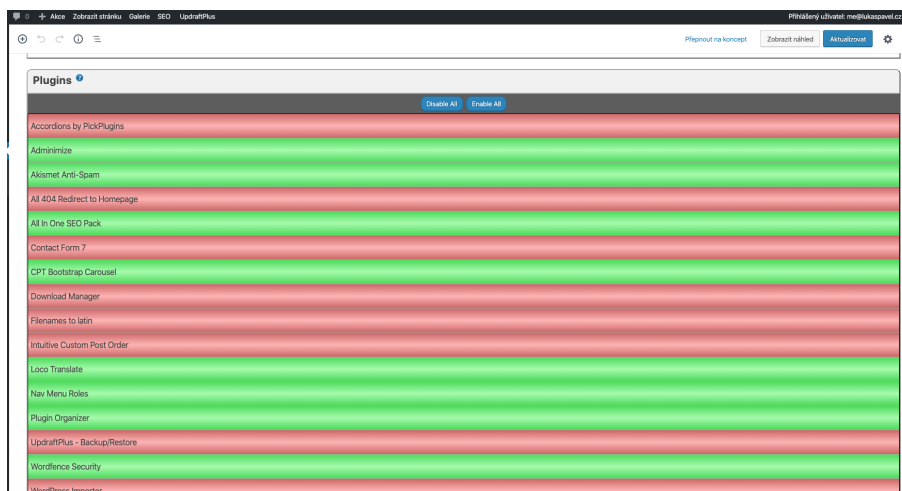 0 + Akce Zobrazit stránku Galerie SEO UpdraftPlus Přihlášený uživatel: me@lukaspavel.cz
Přepnout na koncept Zobrazit náhled Aktualizovat
Plugins ?
Disable All Enable All
Accordions by PickPlugins
Adminimize
Akismet Anti-Spam
All 404 Redirect to Homepage
All In One SEO Pack
Contact Form 7
CPT Bootstrap Carousel
Download Manager
Filenames to latin
Intuitive Custom Post Order
Loco Translate
Nav Menu Roles
Plugin Organizer
UpdraftPlus - Backup/Restore
Wordfence Security
WordPress Importer